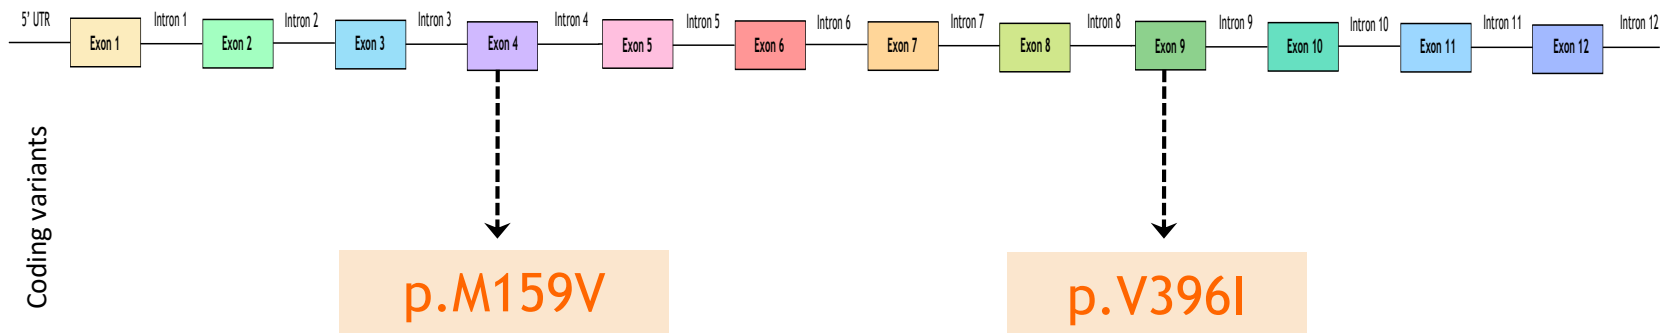 5' UTR
Exon 1
Intron 1
Exon 2
Intron 2
Exon 3
Intron 3
Exon 4
Intron 4
Exon 5
Intron 5
Exon 6
Intron 6
Exon 7
Intron 7
Exon 8
Intron 8
Exon 9
Intron 9
Exon 10
Intron 10
Exon 11
Intron 11
Exon 12
Intron 12
Coding variants
p.M159V
p.V396I